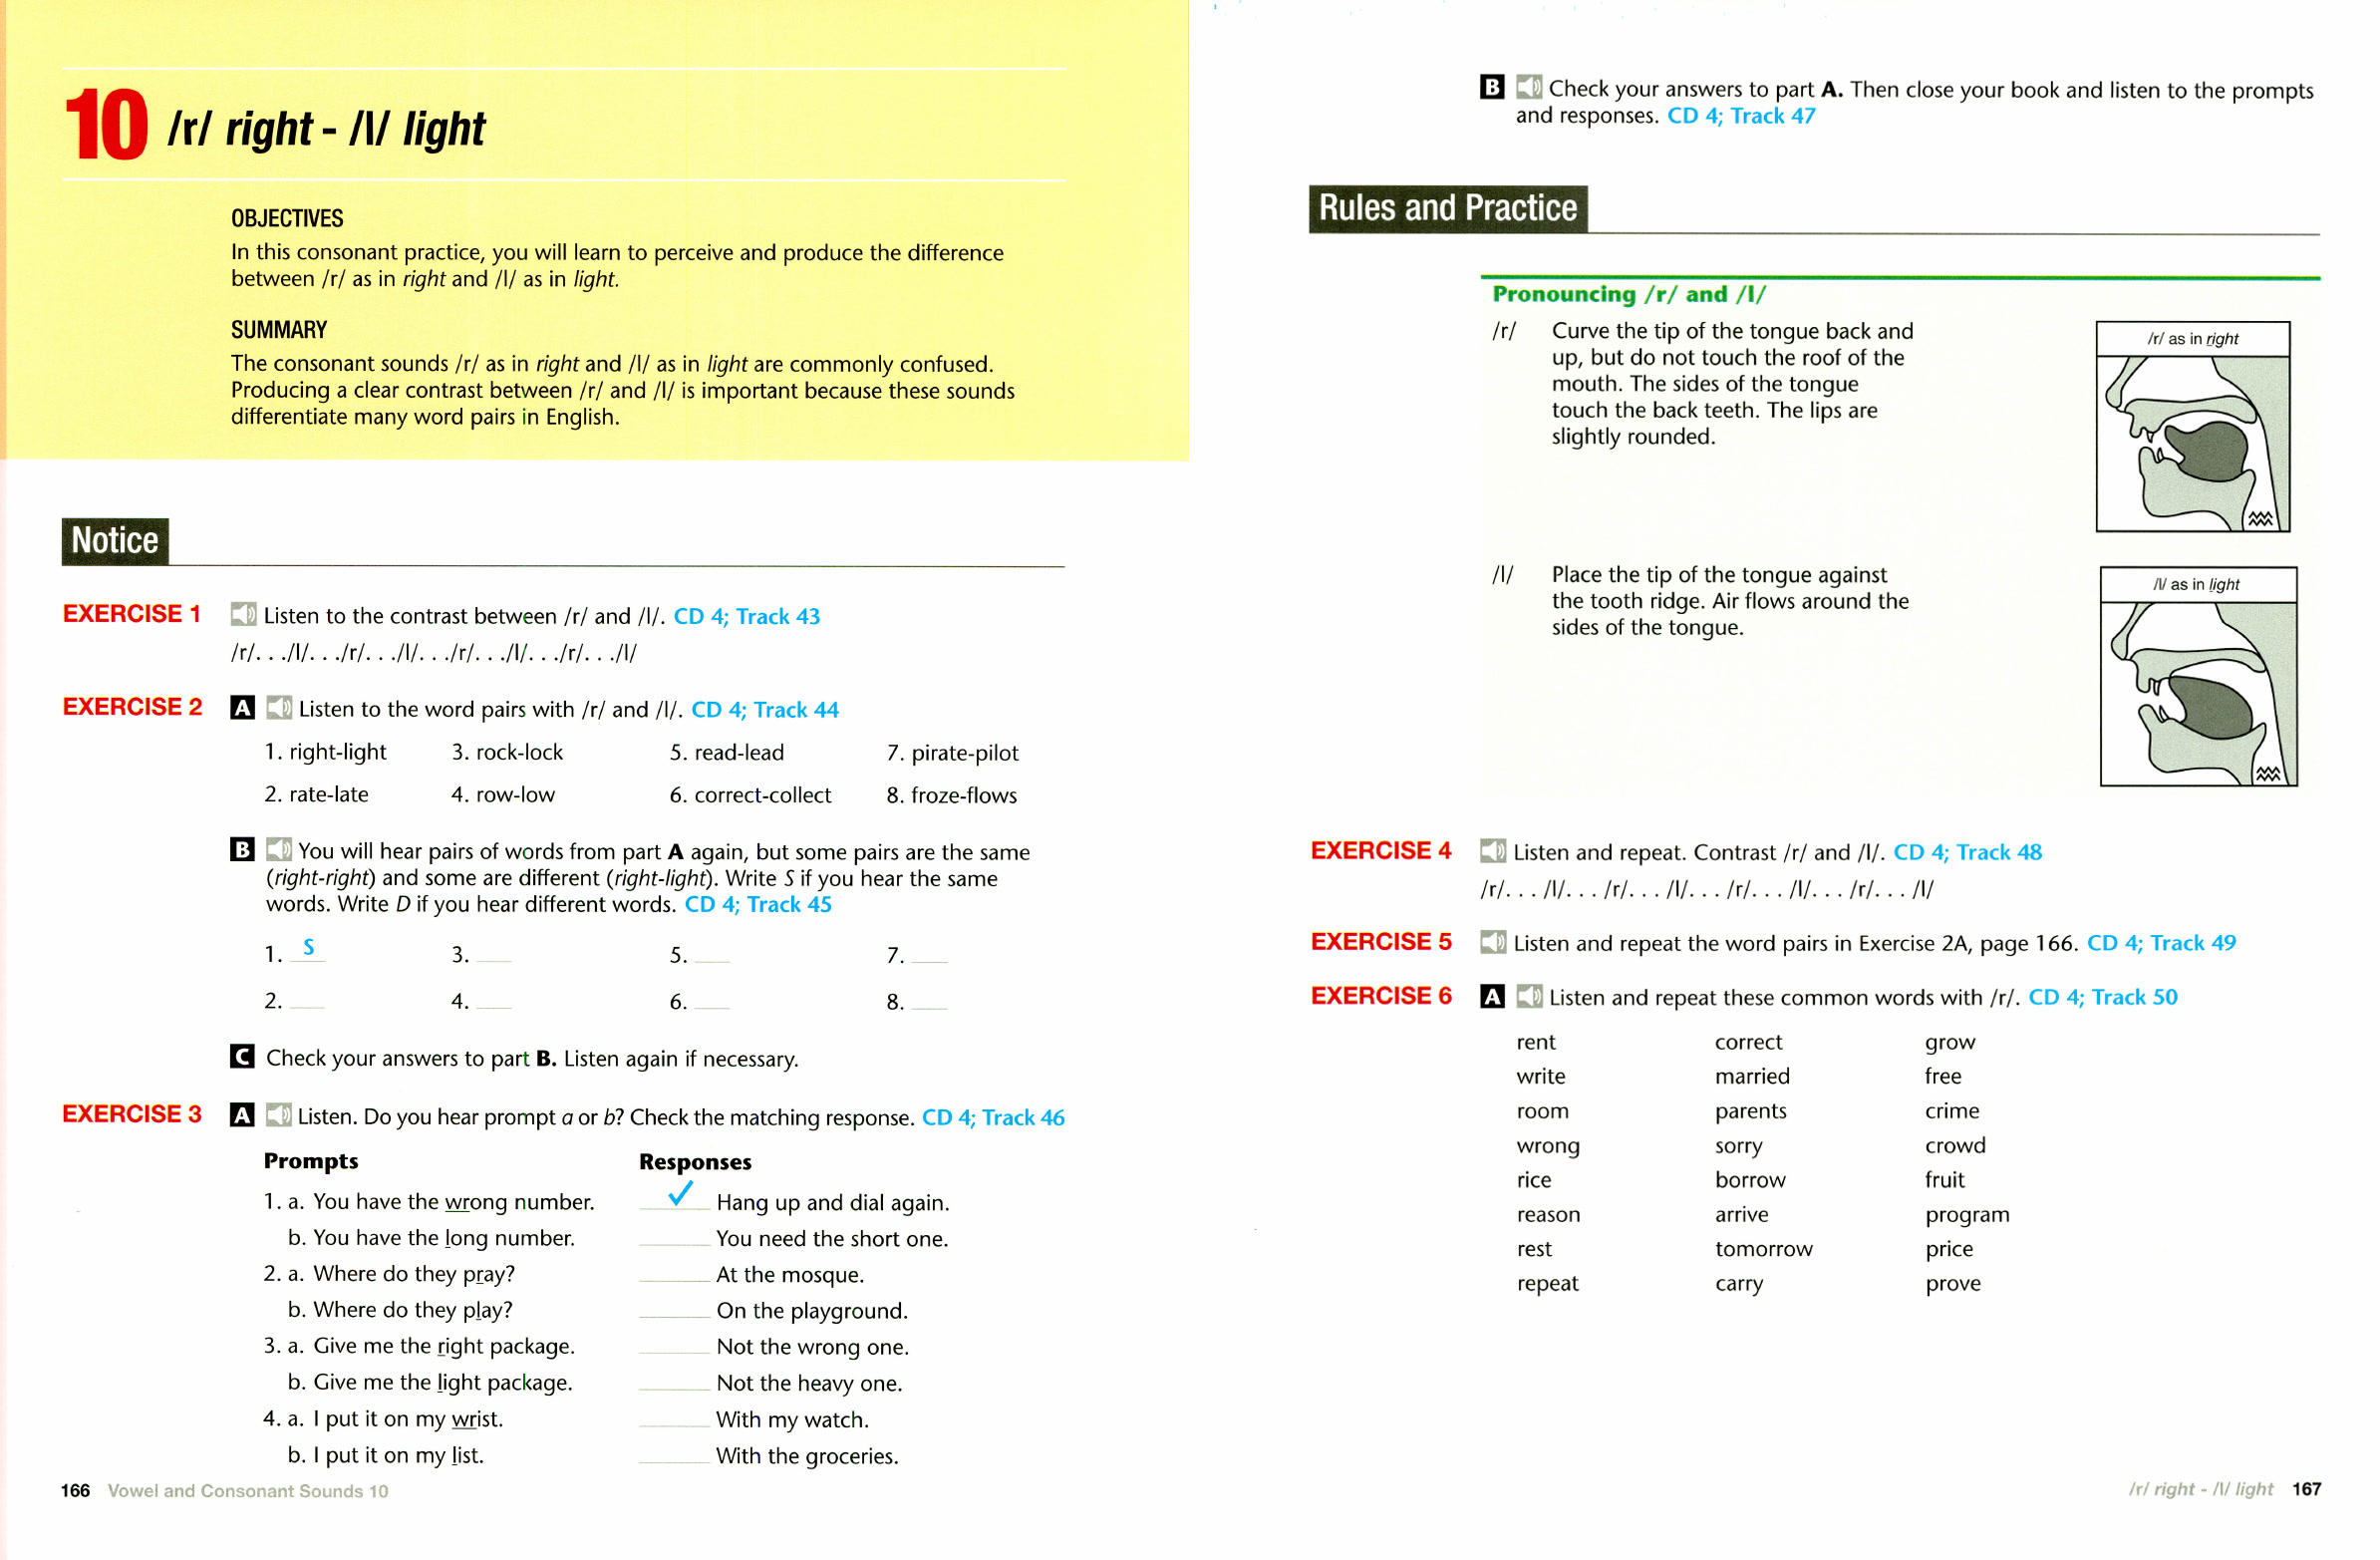 10 /r/ right - /l/ light
OBJECTIVES
In this consonant practice, you will learn to perceive and produce the difference
between /r/ as in right and /l/ as in light.
SUMMARY
The consonant sounds /r/ as in right and /l/ as in light are commonly confused.
Producing a clear contrast between /r/ and /l/ is important because these sounds
differentiate many word pairs in English.
Notice
EXERCISE 1 Listen to the contrast between /r/ and /l/. CD 4; Track 43
/r/. . ./l/. . ./r/. . ./l/. . ./r/. . ./l/. . ./r/. . ./l/
EXERCISE 2 A Listen to the word pairs with /r/ and /l/. CD 4; Track 44
1. right-light 3. rock-lock 5. read-lead 7. pirate-pilot
2. rate-late 4. row-low 6. correct-collect 8. froze-flows
B You will hear pairs of words from part A again, but some pairs are the same
(right-right) and some are different (right-light). Write S if you hear the same
words. Write D if you hear different words. CD 4; Track 45
1. S 3. 5. 7.
2. 4. 6. 8.
C Check your answers to part B. Listen again if necessary.
EXERCISE 3 A Listen. Do you hear prompt a or b? Check the matching response. CD 4; Track 46
Prompts Responses
1. a. You have the wrong number. ✓ Hang up and dial again.
b. You have the long number. You need the short one.
2. a. Where do they pray? At the mosque.
b. Where do they play? On the playground.
3. a. Give me the right package. Not the wrong one.
b. Give me the light package. Not the heavy one.
4. a. I put it on my wrist. With my watch.
b. I put it on my list. With the groceries.
166 Vowel and Consonant Sounds 10
B Check your answers to part A. Then close your book and listen to the prompts
and responses. CD 4; Track 47
Rules and Practice
Pronouncing /r/ and /l/
/r/ Curve the tip of the tongue back and
up, but do not touch the roof of the
mouth. The sides of the tongue
touch the back teeth. The lips are
slightly rounded.
/r/ as in right
/l/ Place the tip of the tongue against
the tooth ridge. Air flows around the
sides of the tongue.
/l/ as in light
EXERCISE 4 Listen and repeat. Contrast /r/ and /l/. CD 4; Track 48
/r/. . . /l/. . . /r/. . . /l/. . . /r/. . . /l/. . . /r/. . . /l/
EXERCISE 5 Listen and repeat the word pairs in Exercise 2A, page 166. CD 4; Track 49
EXERCISE 6 A Listen and repeat these common words with /r/. CD 4; Track 50
rent correct grow
write married free
room parents crime
wrong sorry crowd
rice borrow fruit
reason arrive program
rest tomorrow price
repeat carry prove
/r/ right - /l/ light 167